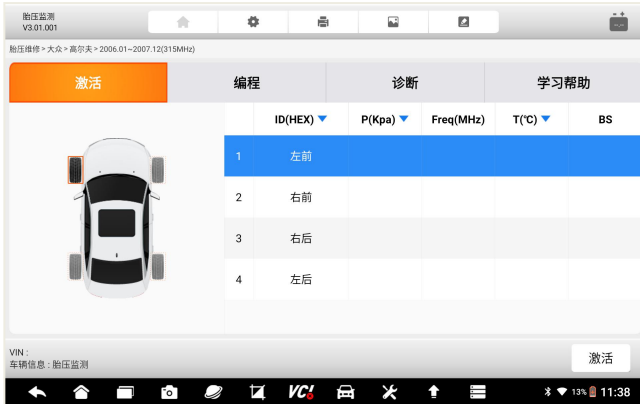 胎压监测
V3.01.001
胎压维修 > 大众 > 高尔夫 > 2006.01~2007.12(315MHz)
激活 编程 诊断 学习帮助
ID(HEX) P(Kpa) Freq(MHz) T(℃) BS
1 左前
2 右前
3 右后
4 左后
VIN :
车辆信息 : 胎压监测
激活
VC! 13% 11:38